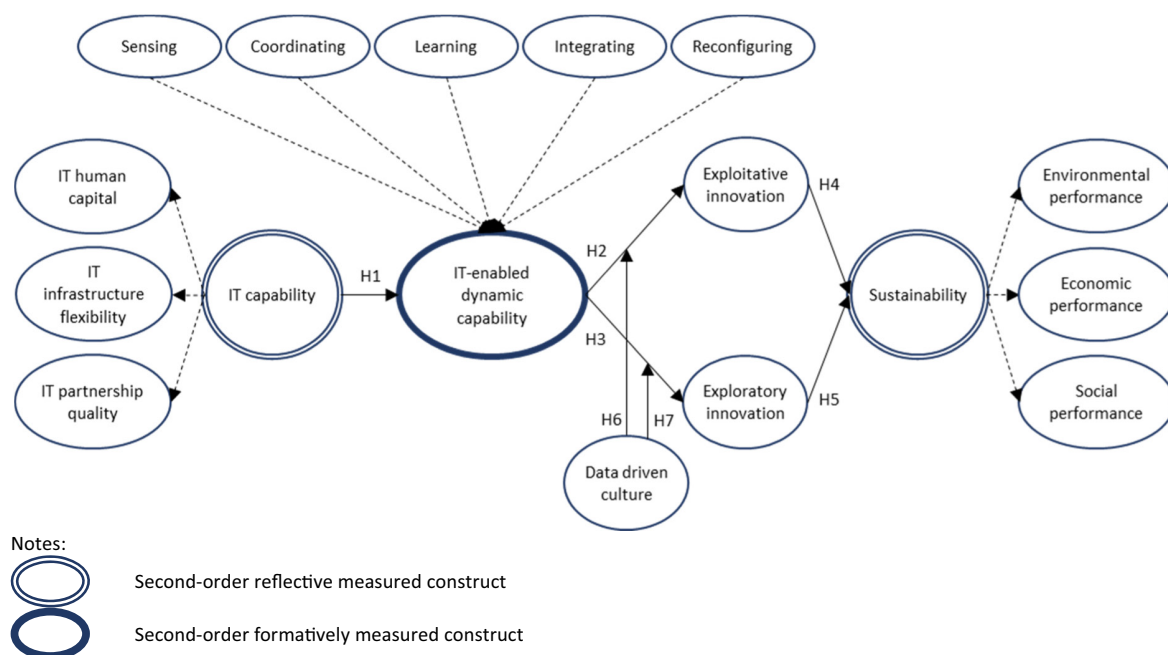 Sensing
Coordinating
Learning
Integrating
Reconfiguring
IT human
capital
IT
infrastructure
flexibility
IT partnership
quality
IT capability
H1
IT-enabled
dynamic
capability
H2
H3
Exploitative
innovation
Exploratory
innovation
H6
H7
Data driven
culture
H4
H5
Sustainability
Environmental
performance
Economic
performance
Social
performance
Notes:
Second-order reflective measured construct
Second-order formatively measured construct